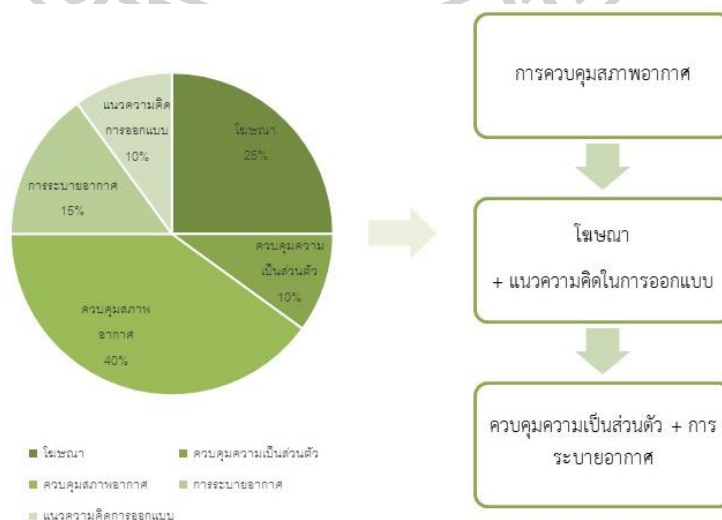 แนวความคิด
การออกแบบ
10%
โฆษณา
25%
การระบายอากาศ
15%
ควบคุมความ
เป็นส่วนตัว
10%
ควบคุมสภาพ
อากาศ
40%
โฆษณา
ควบคุมความเป็นส่วนตัว
ควบคุมสภาพอากาศ
การระบายอากาศ
แนวความคิดการออกแบบ
การควบคุมสภาพอากาศ
โฆษณา
+ แนวความคิดในการออกแบบ
ควบคุมความเป็นส่วนตัว + การ
ระบายอากาศ